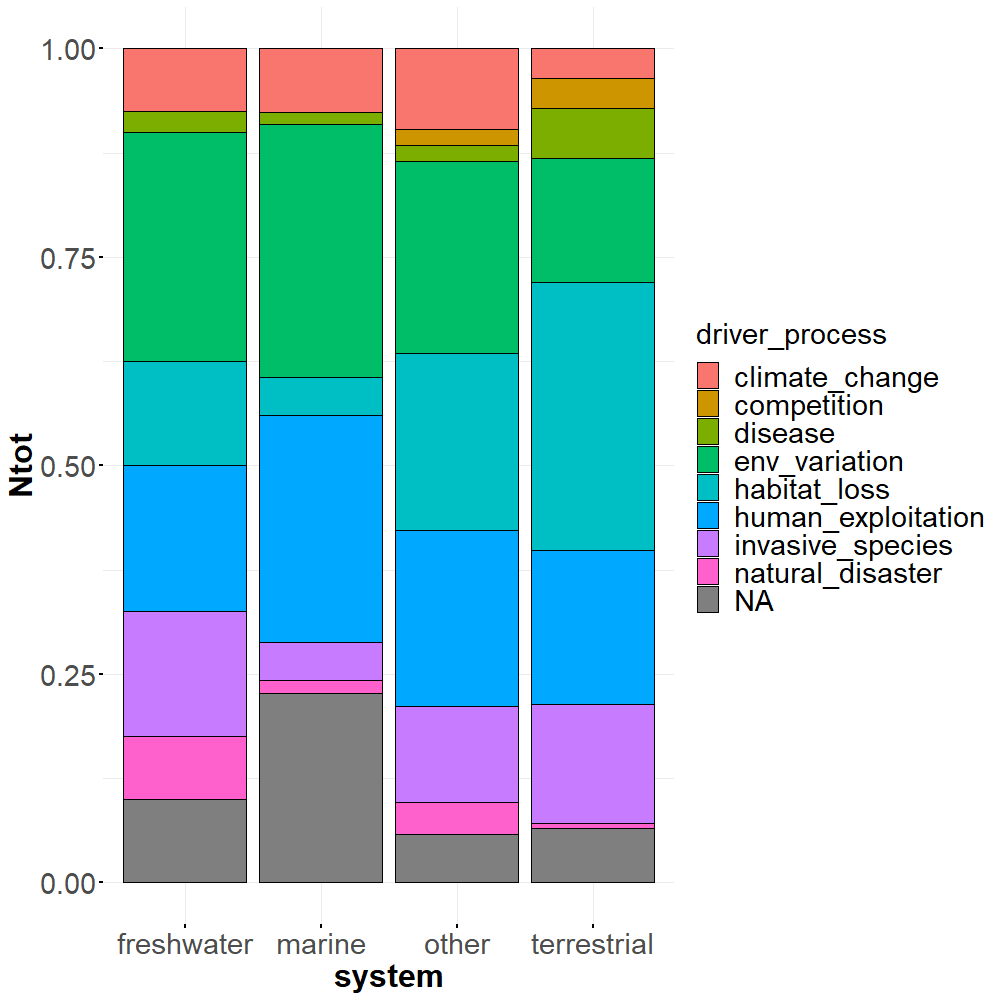 1.00
0.75
0.50
0.25
0.00
Ntot
freshwater marine other terrestrial
system
driver_process
climate_change
competition
disease
env_variation
habitat_loss
human_exploitation
invasive_species
natural_disaster
NA